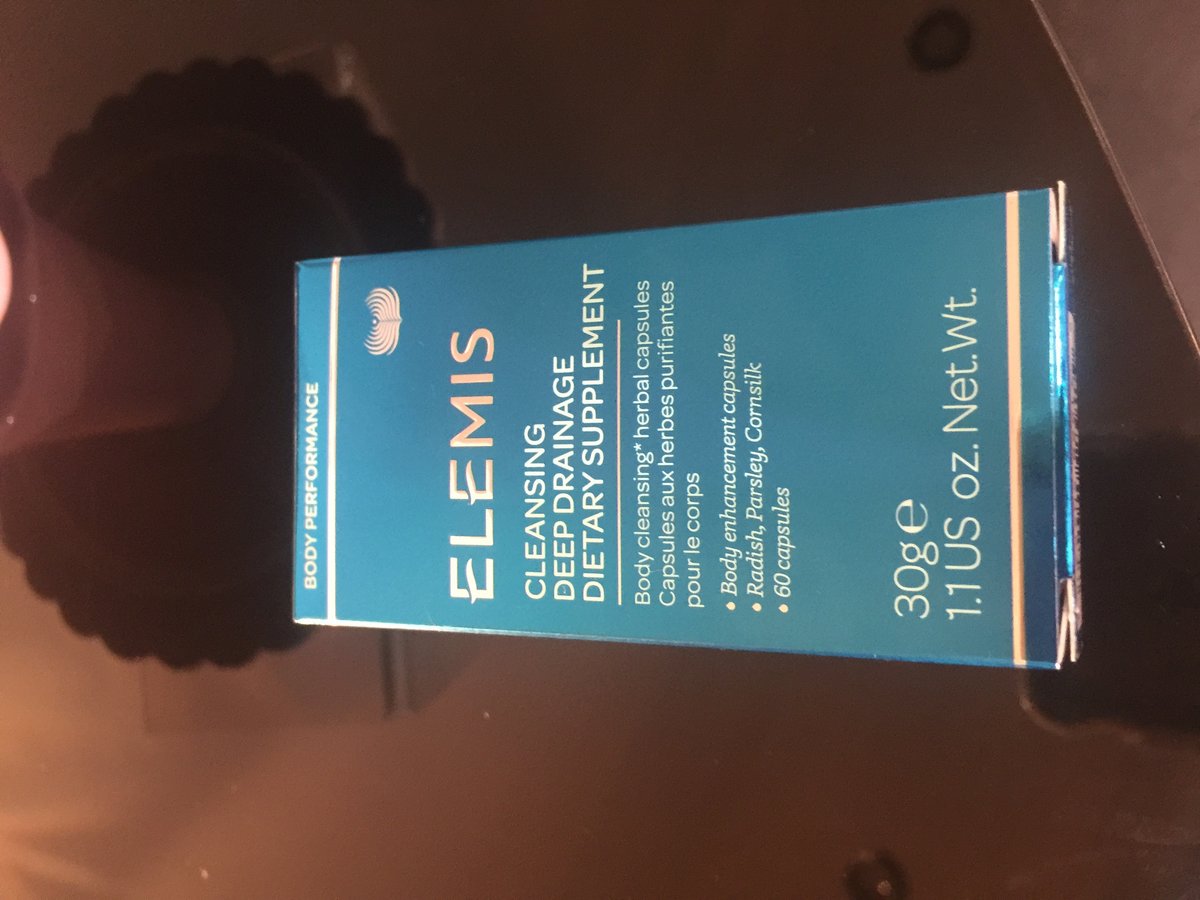 BODY PERFORMANCE
ELEMIS
CLEANSING
DEEP DRAINAGE
DIETARY SUPPLEMENT
Body cleansing* herbal capsules
Capsules aux herbes purifiantes
pour le corps
• Body enhancement capsules
• Radish, Parsley, Cornsilk
• 60 capsules
30g℮
1.1 US oz. Net.Wt.